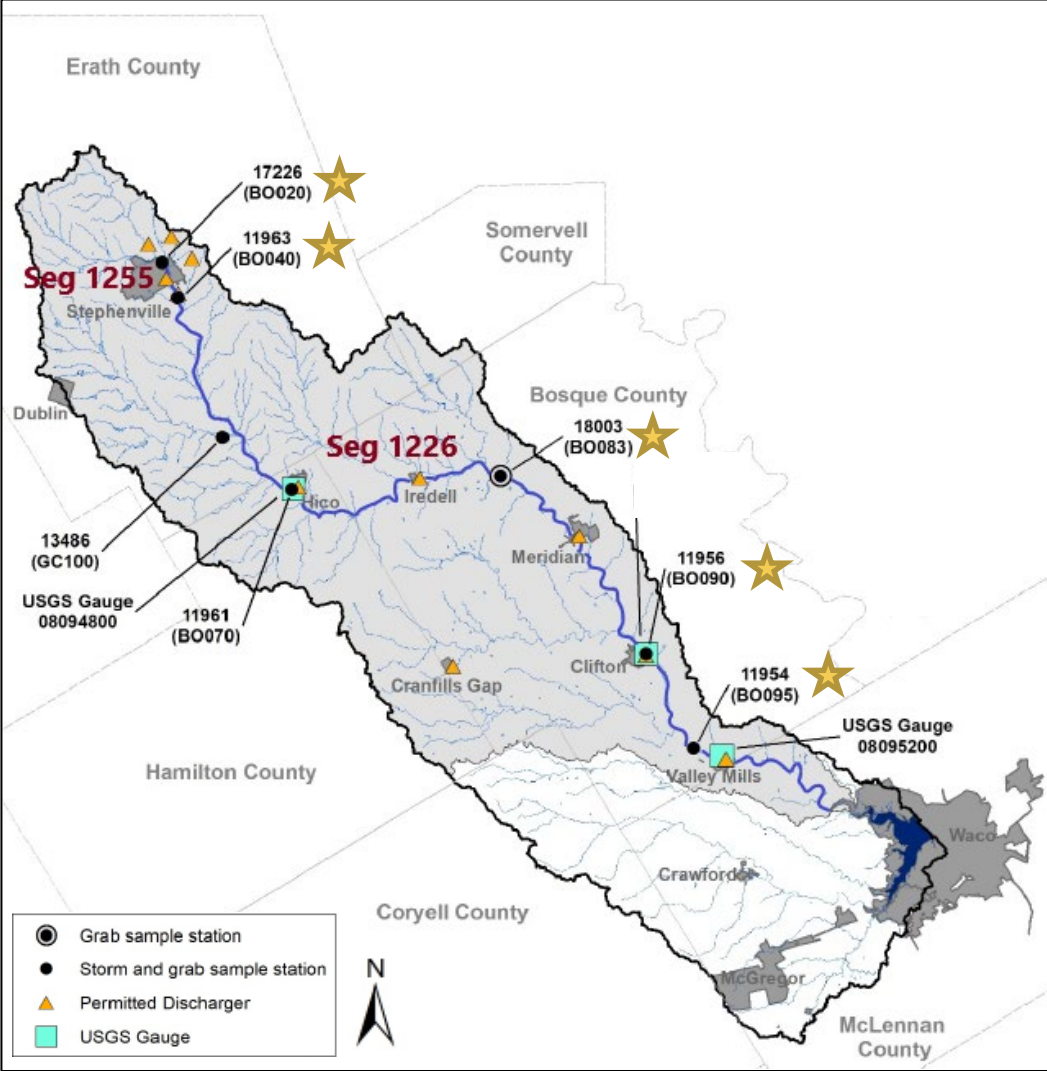 Erath County
17226
(BO020)
11963
(BO040)
Somervell
County
Seg 1255
Stephenville
Dublin
Bosque County
18003
(BO083)
Seg 1226
Hico
Iredell
13486
(GC100)
USGS Gauge
08094800
11961
(BO070)
Meridian
11956
(BO090)
Clifton
Cranfills Gap
11954
(BO095)
USGS Gauge
08095200
Valley Mills
Hamilton County
Waco
Crawford
Coryell County
McGregor
McLennan
County
Grab sample station
Storm and grab sample station
Permitted Discharger
USGS Gauge
N